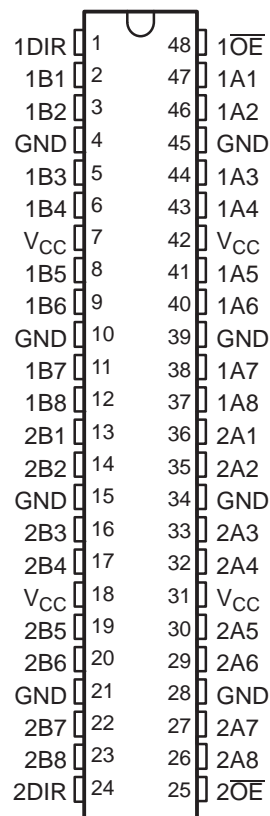 1DIR 1 48 1O̅E̅
1B1 2 47 1A1
1B2 3 46 1A2
GND 4 45 GND
1B3 5 44 1A3
1B4 6 43 1A4
VCC 7 42 VCC
1B5 8 41 1A5
1B6 9 40 1A6
GND 10 39 GND
1B7 11 38 1A7
1B8 12 37 1A8
2B1 13 36 2A1
2B2 14 35 2A2
GND 15 34 GND
2B3 16 33 2A3
2B4 17 32 2A4
VCC 18 31 VCC
2B5 19 30 2A5
2B6 20 29 2A6
GND 21 28 GND
2B7 22 27 2A7
2B8 23 26 2A8
2DIR 24 25 2O̅E̅